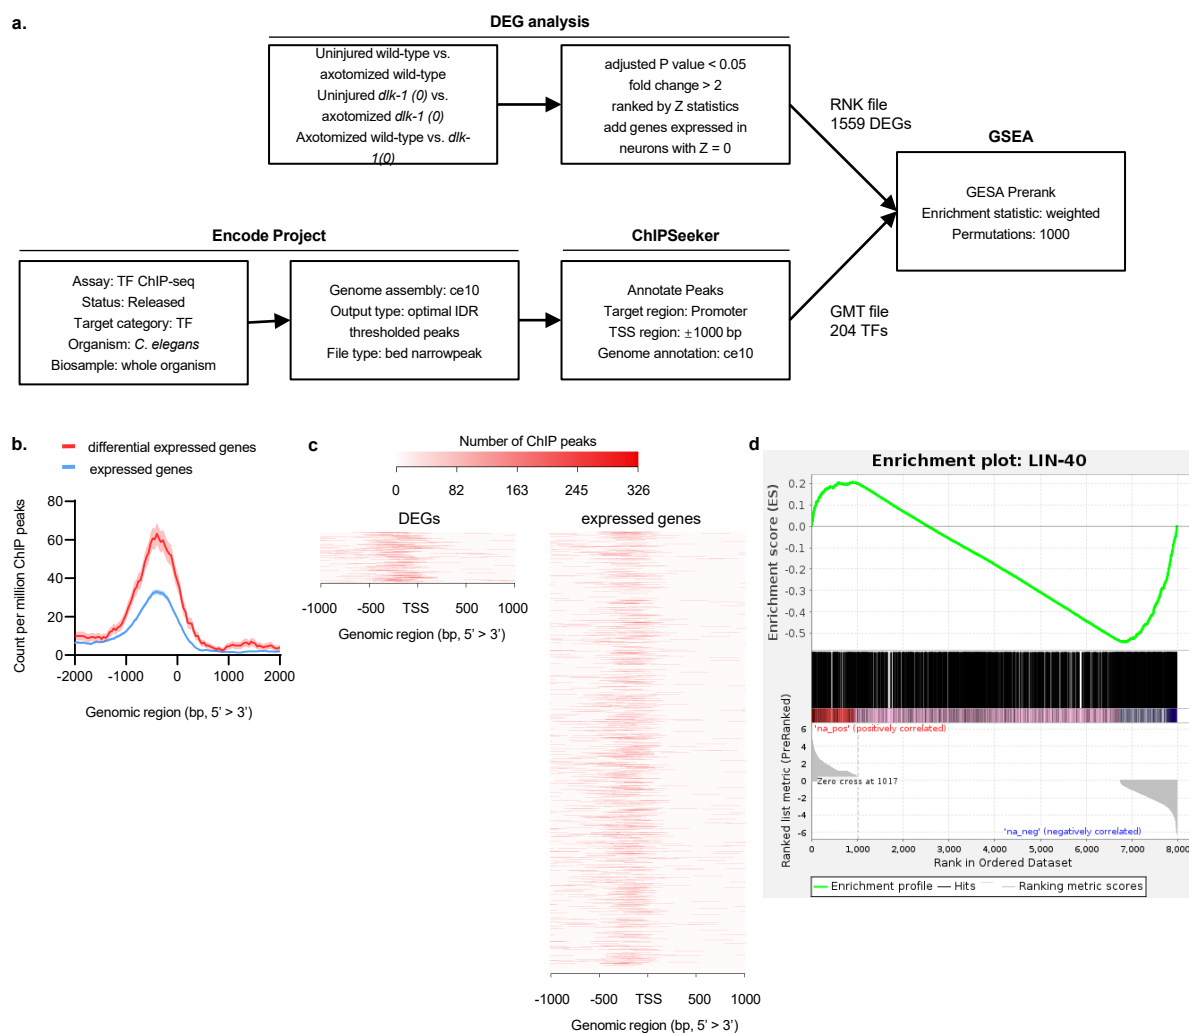 a.
DEG analysis
Uninjured wild-type vs.
axotomized wild-type
Uninjured dlk-1 (0) vs.
axotomized dlk-1 (0)
Axotomized wild-type vs. dlk-
1(0)
adjusted P value < 0.05
fold change > 2
ranked by Z statistics
add genes expressed in
neurons with Z = 0
RNK file
1559 DEGs
GSEA
GESA Prerank
Enrichment statistic: weighted
Permutations: 1000
Encode Project
Assay: TF ChIP-seq
Status: Released
Target category: TF
Organism: C. elegans
Biosample: whole organism
Genome assembly: ce10
Output type: optimal IDR
thresholded peaks
File type: bed narrowpeak
ChIPSeeker
Annotate Peaks
Target region: Promoter
TSS region: ±1000 bp
Genome annotation: ce10
GMT file
204 TFs
b.
differential expressed genes
expressed genes
Count per million ChIP peaks
80
60
40
20
0
-2000 -1000 0 1000 2000
Genomic region (bp, 5' > 3')
c
Number of ChIP peaks
0 82 163 245 326
DEGs
-1000 -500 TSS 500 1000
Genomic region (bp, 5' > 3')
expressed genes
-1000 -500 TSS 500 1000
Genomic region (bp, 5' > 3')
d
Enrichment plot: LIN-40
Enrichment score (ES)
0.2
0.1
0.0
-0.1
-0.2
-0.3
-0.4
-0.5
'na_pos' (positively correlated)
Ranked list metric (PreRanked)
6
4
2
0
-2
-4
-6
Zero cross at 1017
'na_neg' (negatively correlated)
0 1,000 2,000 3,000 4,000 5,000 6,000 7,000 8,000
Rank in Ordered Dataset
Enrichment profile Hits Ranking metric scores